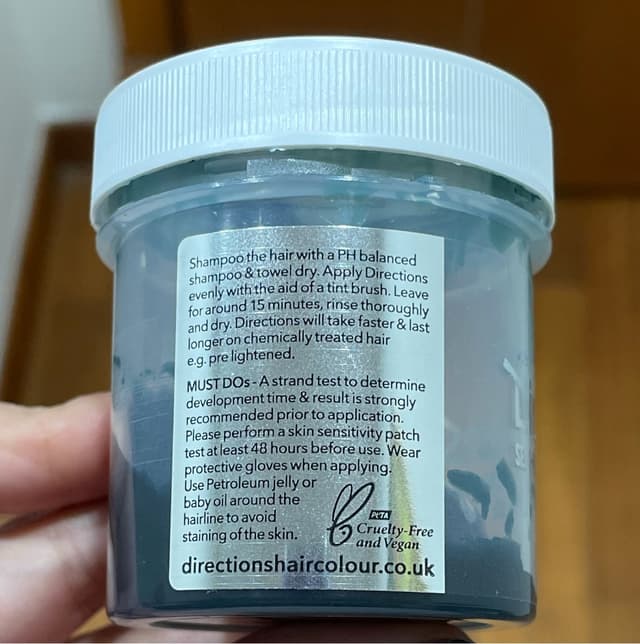 Shampoo the hair with a PH balanced
shampoo & towel dry. Apply Directions
evenly with the aid of a tint brush. Leave
for around 15 minutes, rinse thoroughly
and dry. Directions will take faster & last
longer on chemically treated hair
e.g. pre lightened.
MUST DOs - A strand test to determine
development time & result is strongly
recommended prior to application.
Please perform a skin sensitivity patch
test at least 48 hours before use. Wear
protective gloves when applying.
Use Petroleum jelly or
baby oil around the
hairline to avoid
staining of the skin.
PETA
Cruelty-Free
and Vegan
directionshaircolour.co.uk